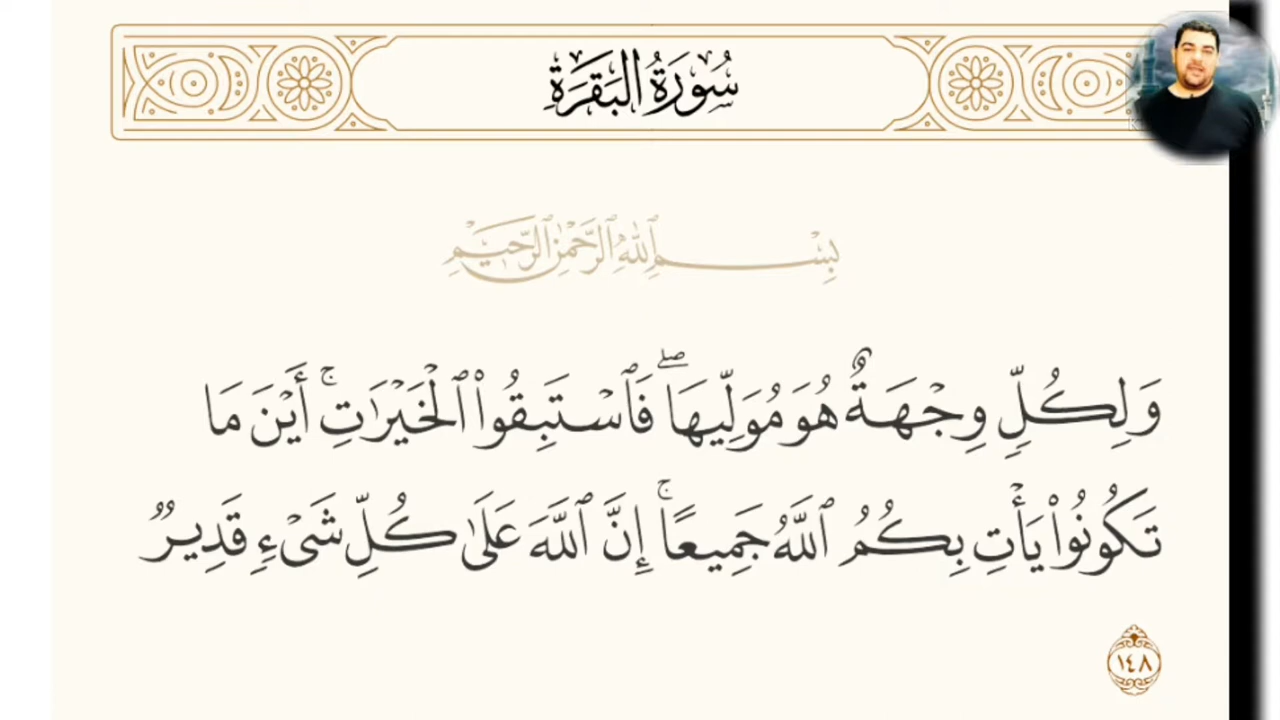 سُورَةُ البَقَرَةِ
بِسْمِ ٱللَّهِ ٱلرَّحْمَٰنِ ٱلرَّحِيمِ
وَلِكُلٍّۢ وِجْهَةٌ هُوَ مُوَلِّيهَا ۖ فَٱسْتَبِقُوا۟ ٱلْخَيْرَٰتِ ۚ أَيْنَ مَا
تَكُونُوا۟ يَأْتِ بِكُمُ ٱللَّهُ جَمِيعًا ۚ إِنَّ ٱللَّهَ عَلَىٰ كُلِّ شَىْءٍۢ قَدِيرٌۭ
١٤٨